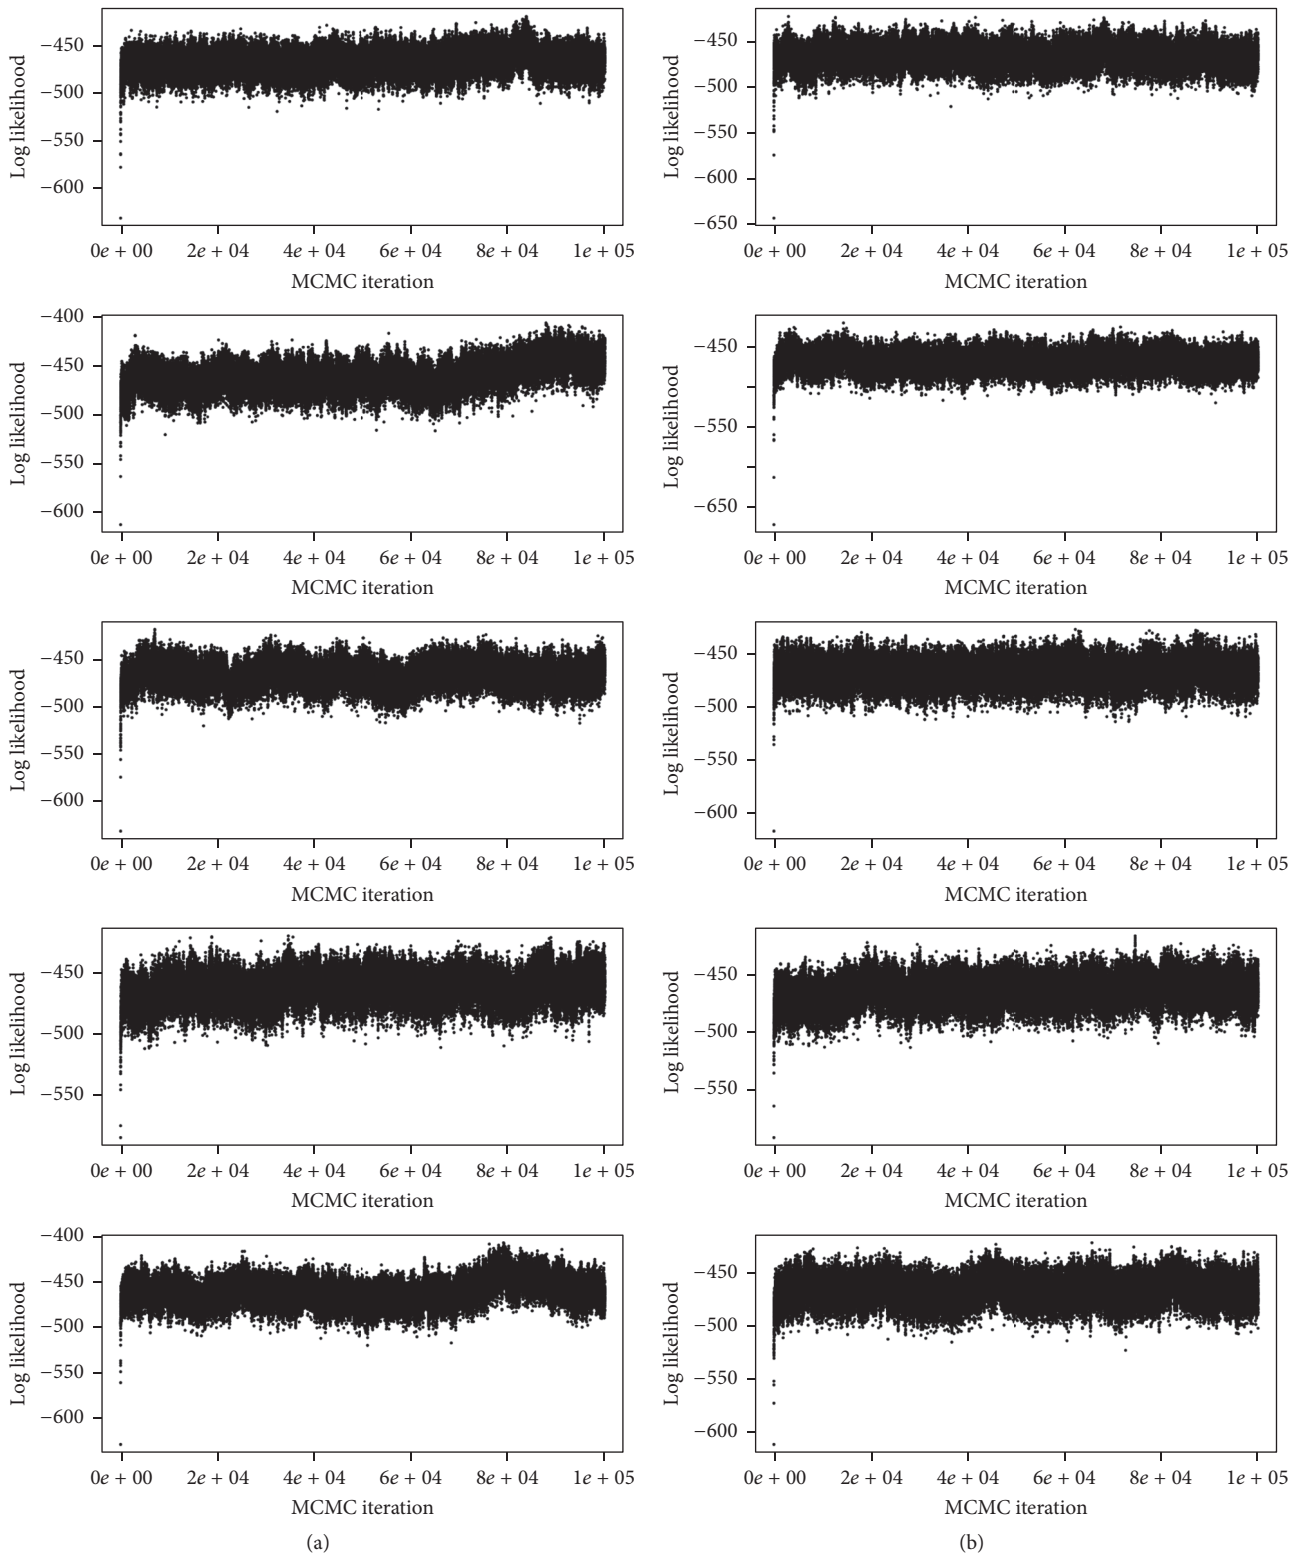 Log likelihood
−450
−500
−550
−600
0e + 00 2e + 04 4e + 04 6e + 04 8e + 04 1e + 05
MCMC iteration
Log likelihood
−450
−500
−550
−600
−650
0e + 00 2e + 04 4e + 04 6e + 04 8e + 04 1e + 05
MCMC iteration
Log likelihood
−400
−450
−500
−550
−600
0e + 00 2e + 04 4e + 04 6e + 04 8e + 04 1e + 05
MCMC iteration
Log likelihood
−450
−550
−650
0e + 00 2e + 04 4e + 04 6e + 04 8e + 04 1e + 05
MCMC iteration
Log likelihood
−450
−500
−550
−600
0e + 00 2e + 04 4e + 04 6e + 04 8e + 04 1e + 05
MCMC iteration
Log likelihood
−450
−500
−550
−600
0e + 00 2e + 04 4e + 04 6e + 04 8e + 04 1e + 05
MCMC iteration
Log likelihood
−450
−500
−550
0e + 00 2e + 04 4e + 04 6e + 04 8e + 04 1e + 05
MCMC iteration
Log likelihood
−450
−500
−550
0e + 00 2e + 04 4e + 04 6e + 04 8e + 04 1e + 05
MCMC iteration
Log likelihood
−400
−450
−500
−550
−600
0e + 00 2e + 04 4e + 04 6e + 04 8e + 04 1e + 05
MCMC iteration
(a)
Log likelihood
−450
−500
−550
−600
0e + 00 2e + 04 4e + 04 6e + 04 8e + 04 1e + 05
MCMC iteration
(b)